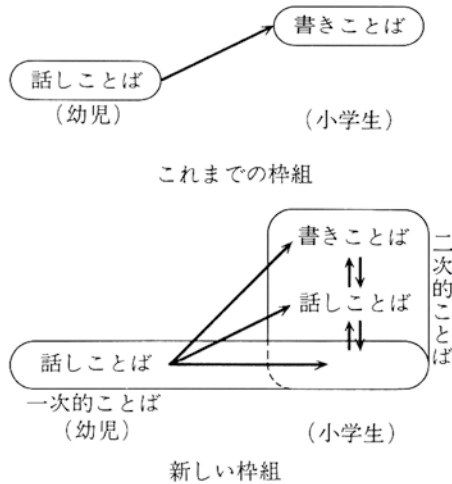 書きことば
話しことば
(幼児)
(小学生)
これまでの枠組
書きことば
二次的ことば
話しことば
話しことば
一次的ことば
(幼児)
(小学生)
新しい枠組